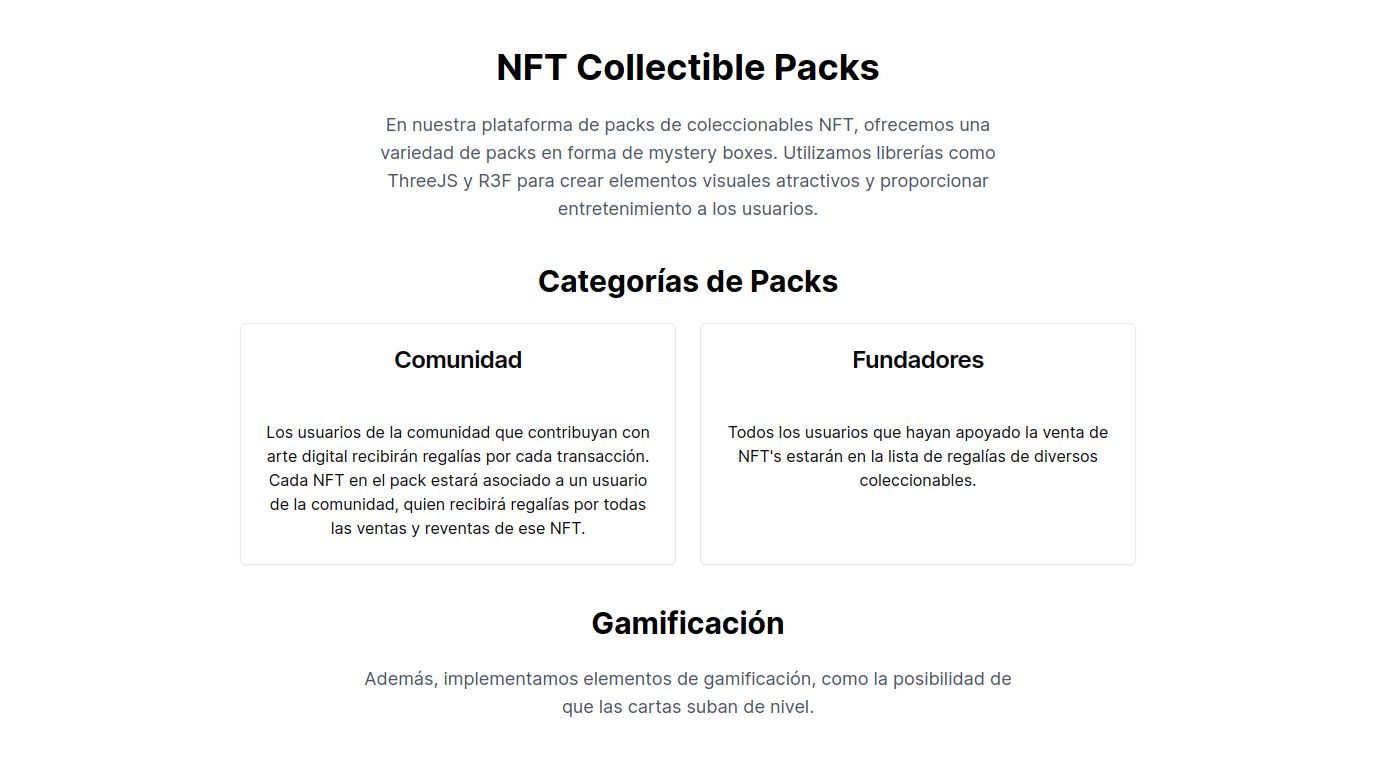 NFT Collectible Packs
En nuestra plataforma de packs de coleccionables NFT, ofrecemos una
variedad de packs en forma de mystery boxes. Utilizamos librerías como
ThreeJS y R3F para crear elementos visuales atractivos y proporcionar
entretenimiento a los usuarios.
Categorías de Packs
Comunidad
Los usuarios de la comunidad que contribuyan con
arte digital recibirán regalías por cada transacción.
Cada NFT en el pack estará asociado a un usuario
de la comunidad, quien recibirá regalías por todas
las ventas y reventas de ese NFT.
Fundadores
Todos los usuarios que hayan apoyado la venta de
NFT's estarán en la lista de regalías de diversos
coleccionables.
Gamificación
Además, implementamos elementos de gamificación, como la posibilidad de
que las cartas suban de nivel.